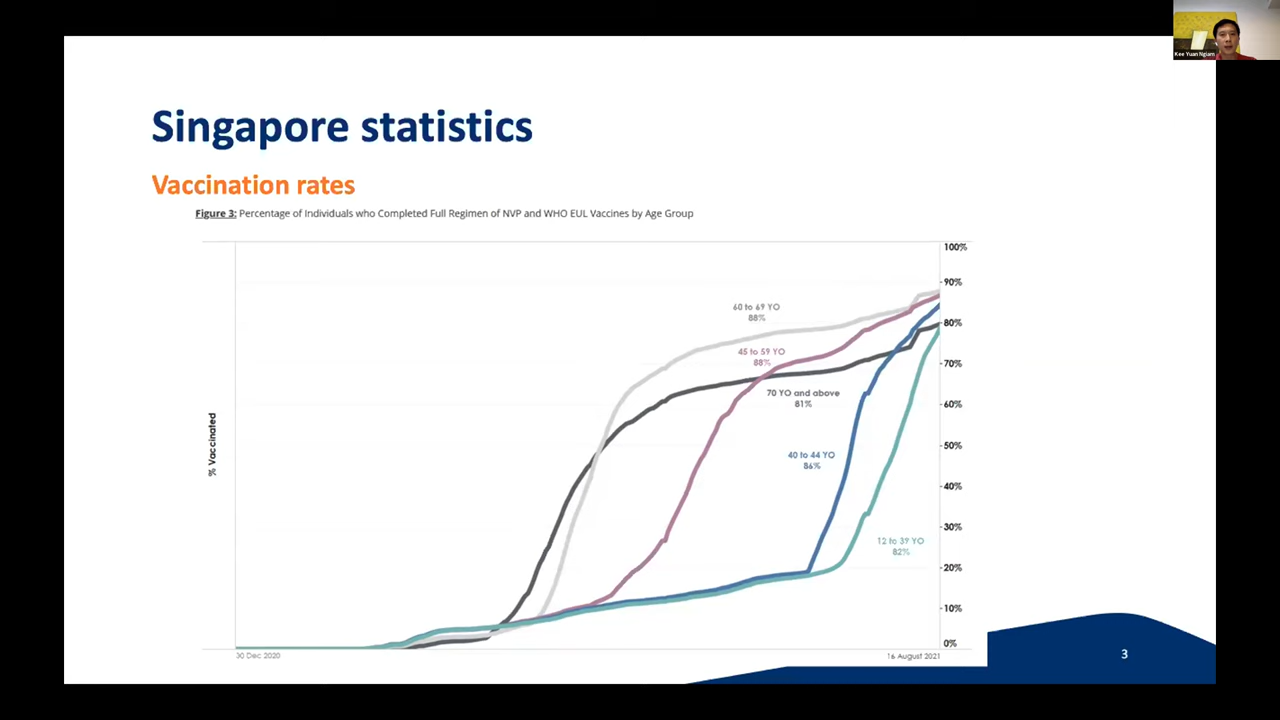 Kee Yuan Ngiam
Singapore statistics
Vaccination rates
Figure 3: Percentage of Individuals who Completed Full Regimen of NVP and WHO EUL Vaccines by Age Group
100%
90%
80%
70%
60%
50%
40%
30%
20%
10%
0%
% Vaccinated
60 to 69 YO
88%
45 to 59 YO
88%
70 YO and above
81%
40 to 44 YO
86%
12 to 39 YO
82%
30 Dec 2020
16 August 2021
3